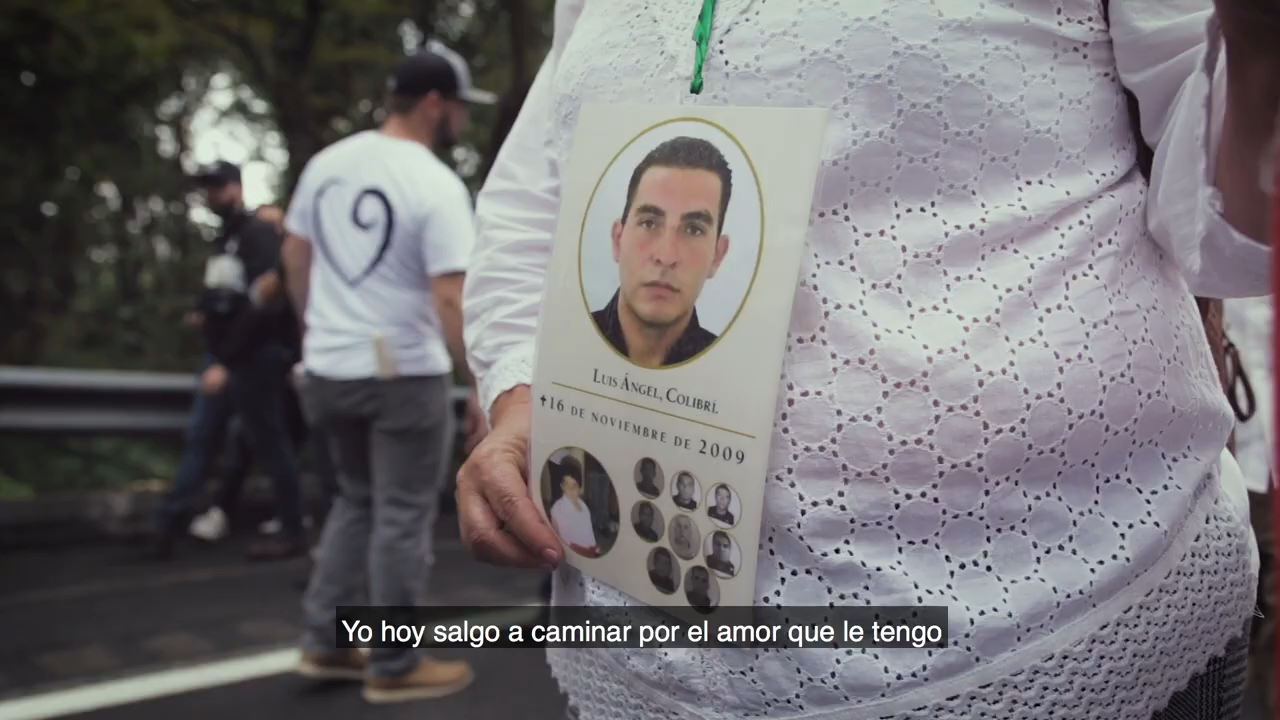 LUIS ÁNGEL, COLIBRÍ.
✝16 DE NOVIEMBRE DE 2009
Yo hoy salgo a caminar por el amor que le tengo